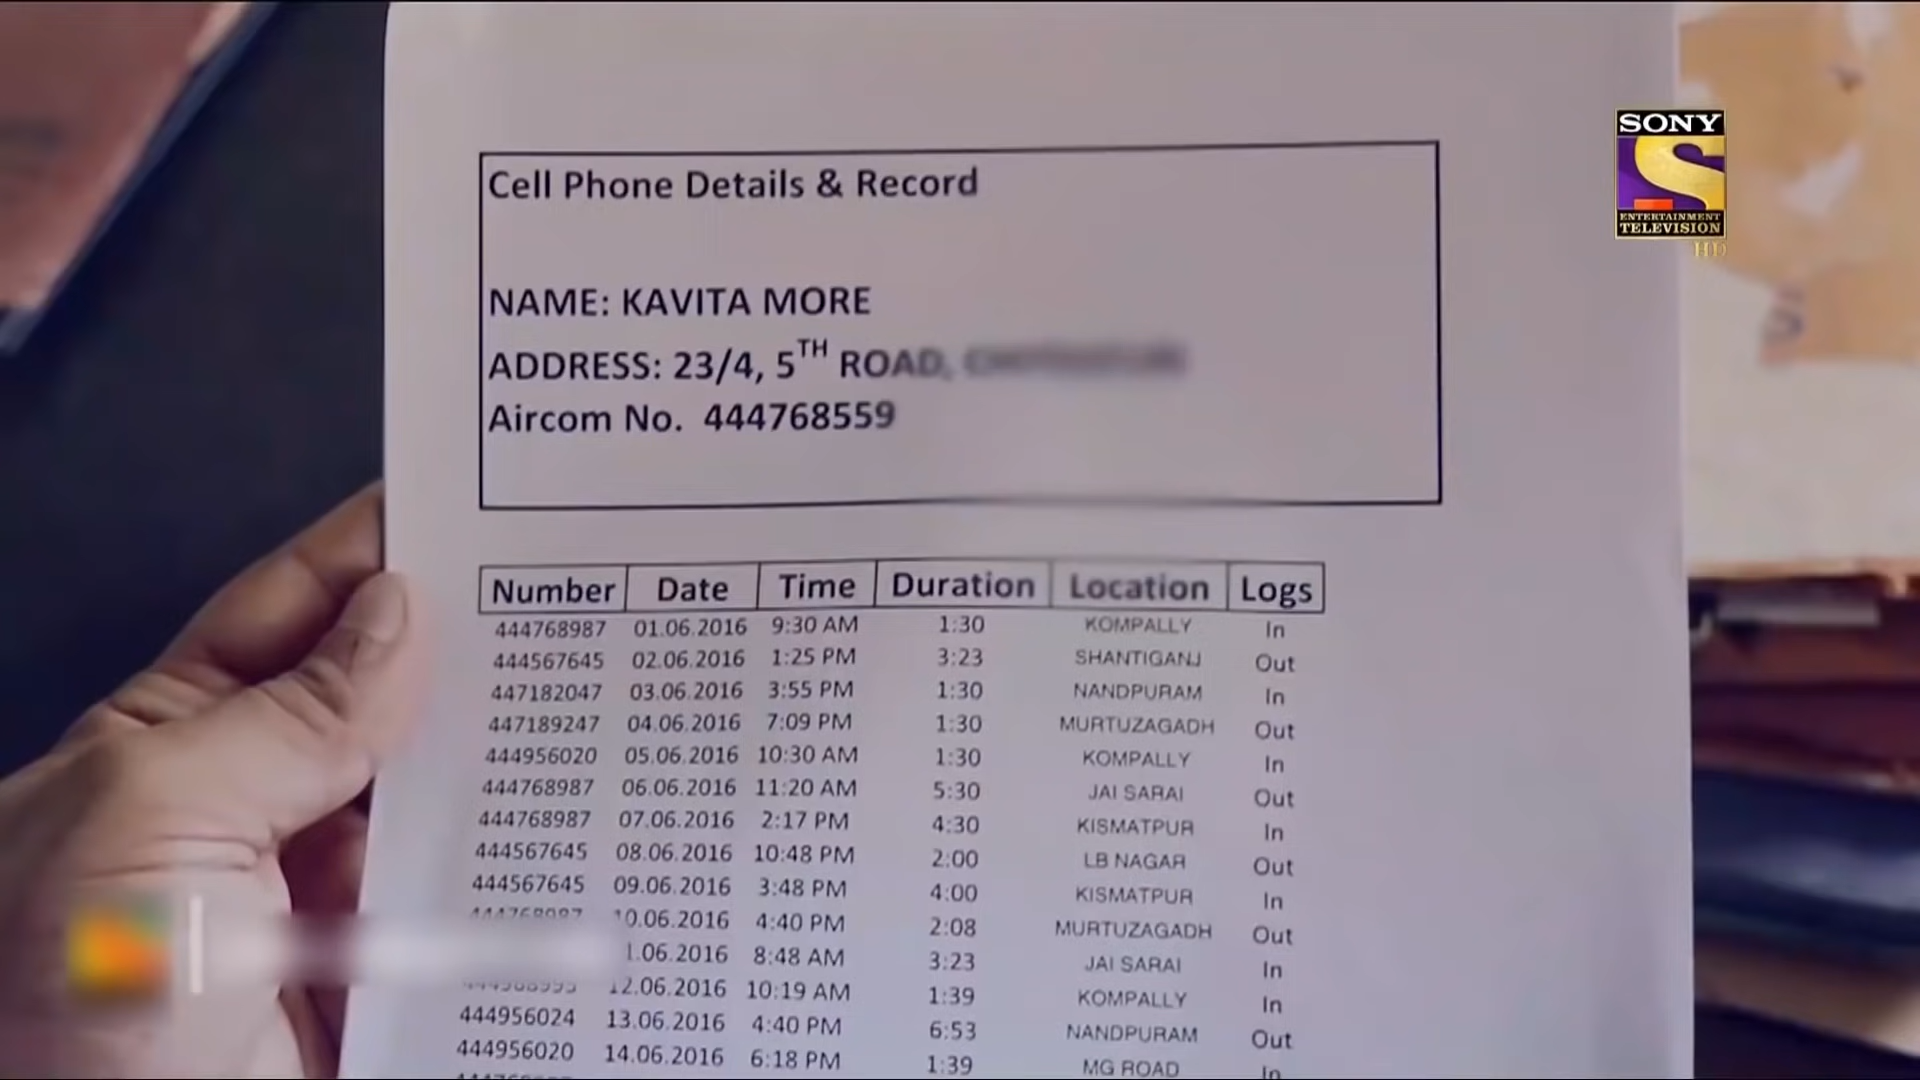 SONY
ENTERTAINMENT
TELEVISION
HD
Cell Phone Details & Record
NAME: KAVITA MORE
ADDRESS: 23/4, 5TH ROAD,
Aircom No. 444768559
Number Date Time Duration Location Logs
444768987 01.06.2016 9:30 AM 1:30 KOMPALLY In
444567645 02.06.2016 1:25 PM 3:23 SHANTIGANJ Out
447182047 03.06.2016 3:55 PM 1:30 NANDPURAM In
447189247 04.06.2016 7:09 PM 1:30 MURTUZAGADH Out
444956020 05.06.2016 10:30 AM 1:30 KOMPALLY In
444768987 06.06.2016 11:20 AM 5:30 JAI SARAI Out
444768987 07.06.2016 2:17 PM 4:30 KISMATPUR In
444567645 08.06.2016 10:48 PM 2:00 LB NAGAR Out
444567645 09.06.2016 3:48 PM 4:00 KISMATPUR In
444768987 10.06.2016 4:40 PM 2:08 MURTUZAGADH Out
1.06.2016 8:48 AM 3:23 JAI SARAI In
12.06.2016 10:19 AM 1:39 KOMPALLY In
444956024 13.06.2016 4:40 PM 6:53 NANDPURAM Out
444956020 14.06.2016 6:18 PM 1:39 MG ROAD In